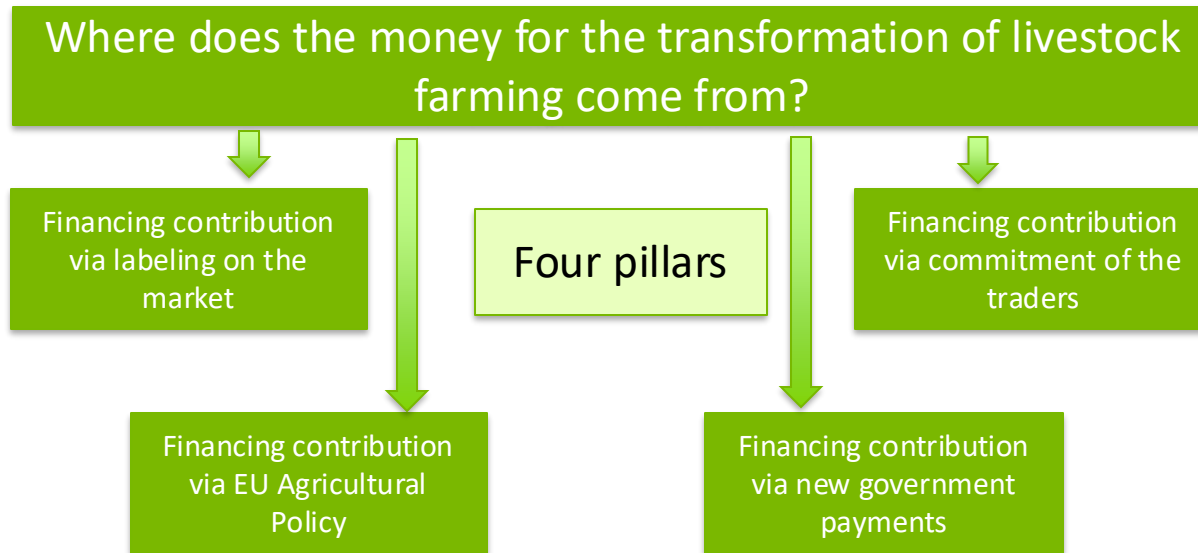 Where does the money for the transformation of livestock
farming come from?
Financing contribution
via labeling on the
market
Four pillars
Financing contribution
via commitment of the
traders
Financing contribution
via EU Agricultural
Policy
Financing contribution
via new government
payments